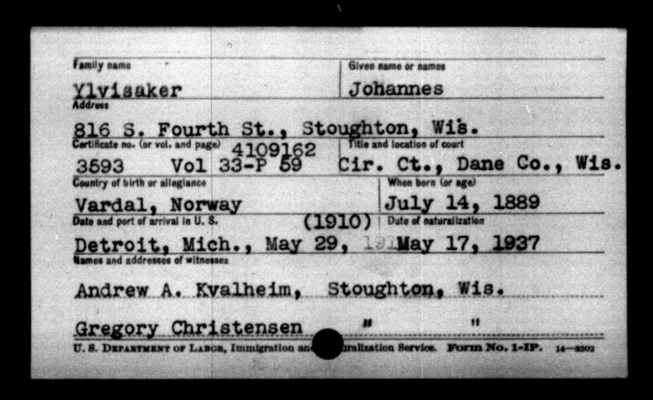 Family name Given name or names
Ylvisaker Johannes
Address
816 S. Fourth St., Stoughton, Wis.
Certificate no. (or vol. and page) 4109162 Title and location of court
3593 Vol 33-P 59 Cir. Ct., Dane Co., Wis.
Country of birth or allegiance When born (or age)
Vardal, Norway July 14, 1889
Date and port of arrival in U. S. (1910) Date of naturalization
Detroit, Mich., May 29, May 17, 1937
Names and addresses of witnesses
Andrew A. Kvalheim, Stoughton, Wis.
Gregory Christensen " "
U. S. Department of Labor, Immigration Service. Form No. 1-IP. 14-3202